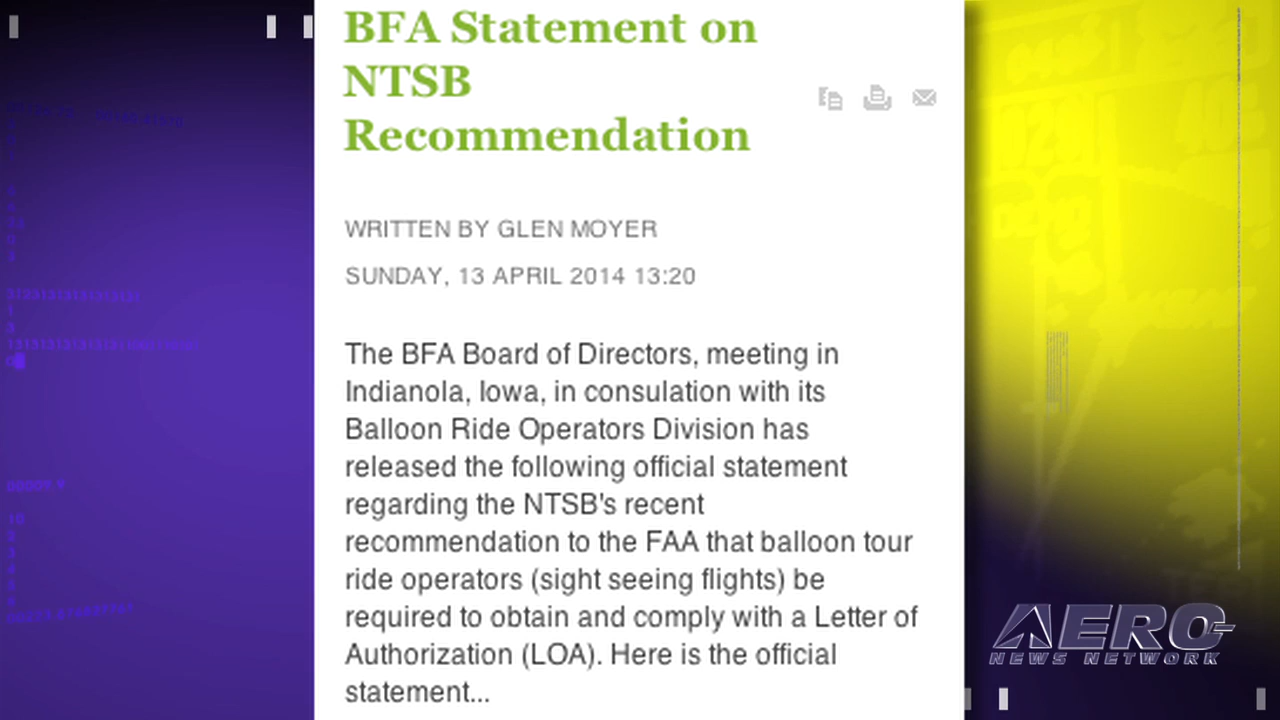 BFA Statement on
NTSB
Recommendation
WRITTEN BY GLEN MOYER
SUNDAY, 13 APRIL 2014 13:20
The BFA Board of Directors, meeting in
Indianola, Iowa, in consulation with its
Balloon Ride Operators Division has
released the following official statement
regarding the NTSB's recent
recommendation to the FAA that balloon tour
ride operators (sight seeing flights) be
required to obtain and comply with a Letter of
Authorization (LOA). Here is the official
statement...
AERO
NEWS NETWORK